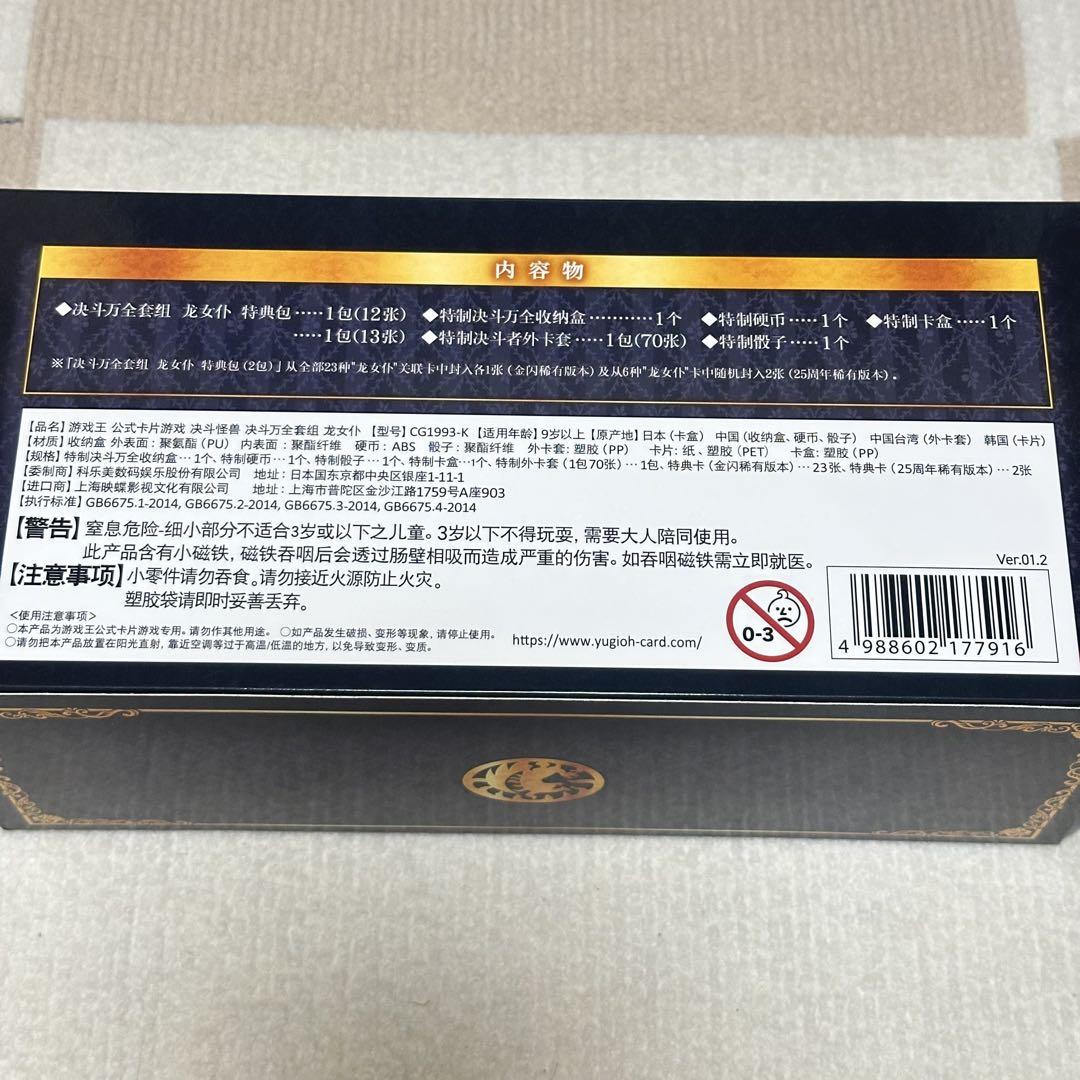 内容物
◆决斗万全套组 龙女仆 特典包·····1包(12张) ◆特制决斗万全收纳盒···········1个 ◆特制硬币·····1个 ◆特制卡盒·····1个
·····1包(13张) ◆特制决斗者外卡套·····1包(70张) ◆特制骰子·····1个
※「决斗万全套组 龙女仆 特典包(2包)」从全部23种"龙女仆"关联卡中封入各1张(金闪稀有版本)及从6种"龙女仆"卡中随机封入2张(25周年稀有版本)。
【品名】游戏王 公式卡片游戏 决斗怪兽 决斗万全套组 龙女仆 【型号】CG1993-K 【适用年龄】9岁以上【原产地】日本(卡盒) 中国(收纳盒、硬币、骰子) 中国台湾(外卡套) 韩国(卡片)
【材质】收纳盒 外表面:聚氨酯(PU) 内表面:聚酯纤维 硬币:ABS 骰子:聚酯纤维 外卡套:塑胶(PP) 卡片:纸、塑胶(PET) 卡盒:塑胶(PP)
【规格】特制决斗万全收纳盒…1个、特制硬币…1个、特制骰子…1个、特制卡盒…1个、特制外卡套(1包70张)…1包、特典卡(金闪稀有版本)…23张、特典卡(25周年稀有版本)…2张
【委制商】科乐美数码娱乐股份有限公司 地址:日本国东京都中央区银座1-11-1
【进口商】上海映蝶影视文化有限公司 地址:上海市普陀区金沙江路1759号A座903
【执行标准】GB6675.1-2014, GB6675.2-2014, GB6675.3-2014, GB6675.4-2014
【警告】窒息危险-细小部分不适合3岁或以下之儿童。3岁以下不得玩耍,需要大人陪同使用。
此产品含有小磁铁,磁铁吞咽后会透过肠壁相吸而造成严重的伤害。如吞咽磁铁需立即就医。
【注意事项】小零件请勿吞食。请勿接近火源防止火灾。
塑胶袋请即时妥善丢弃。
<使用注意事项>
○本产品为游戏王公式卡片游戏专用。请勿作其他用途。 ○如产品发生破损、变形等现象,请停止使用。
○请勿把本产品放置在阳光直射,靠近空调等过于高温/低温的地方,以免导致变形、变质。
https://www.yugioh-card.com/
0-3
Ver.01.2
4 988602 177916